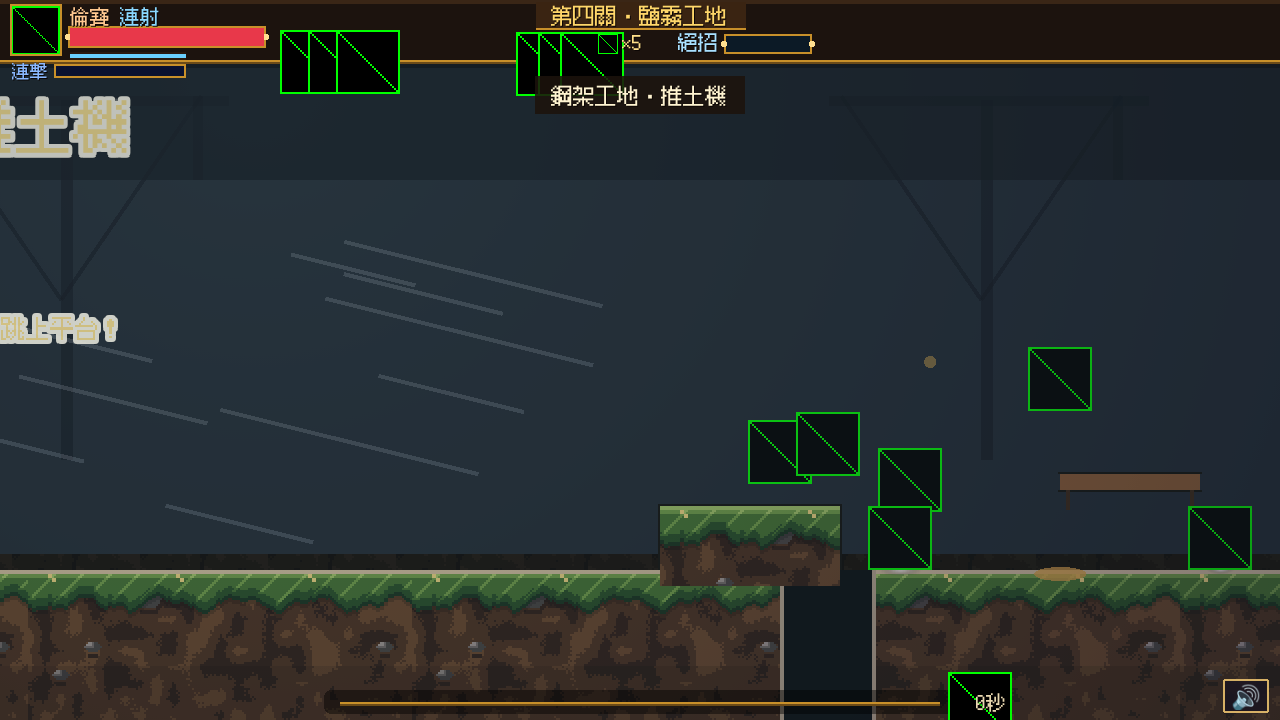 倫寶 連射
第四關・鹽霧工地
×5 絕招
連擊
鋼架工地・推土機
土機
跳上平台！
0秒